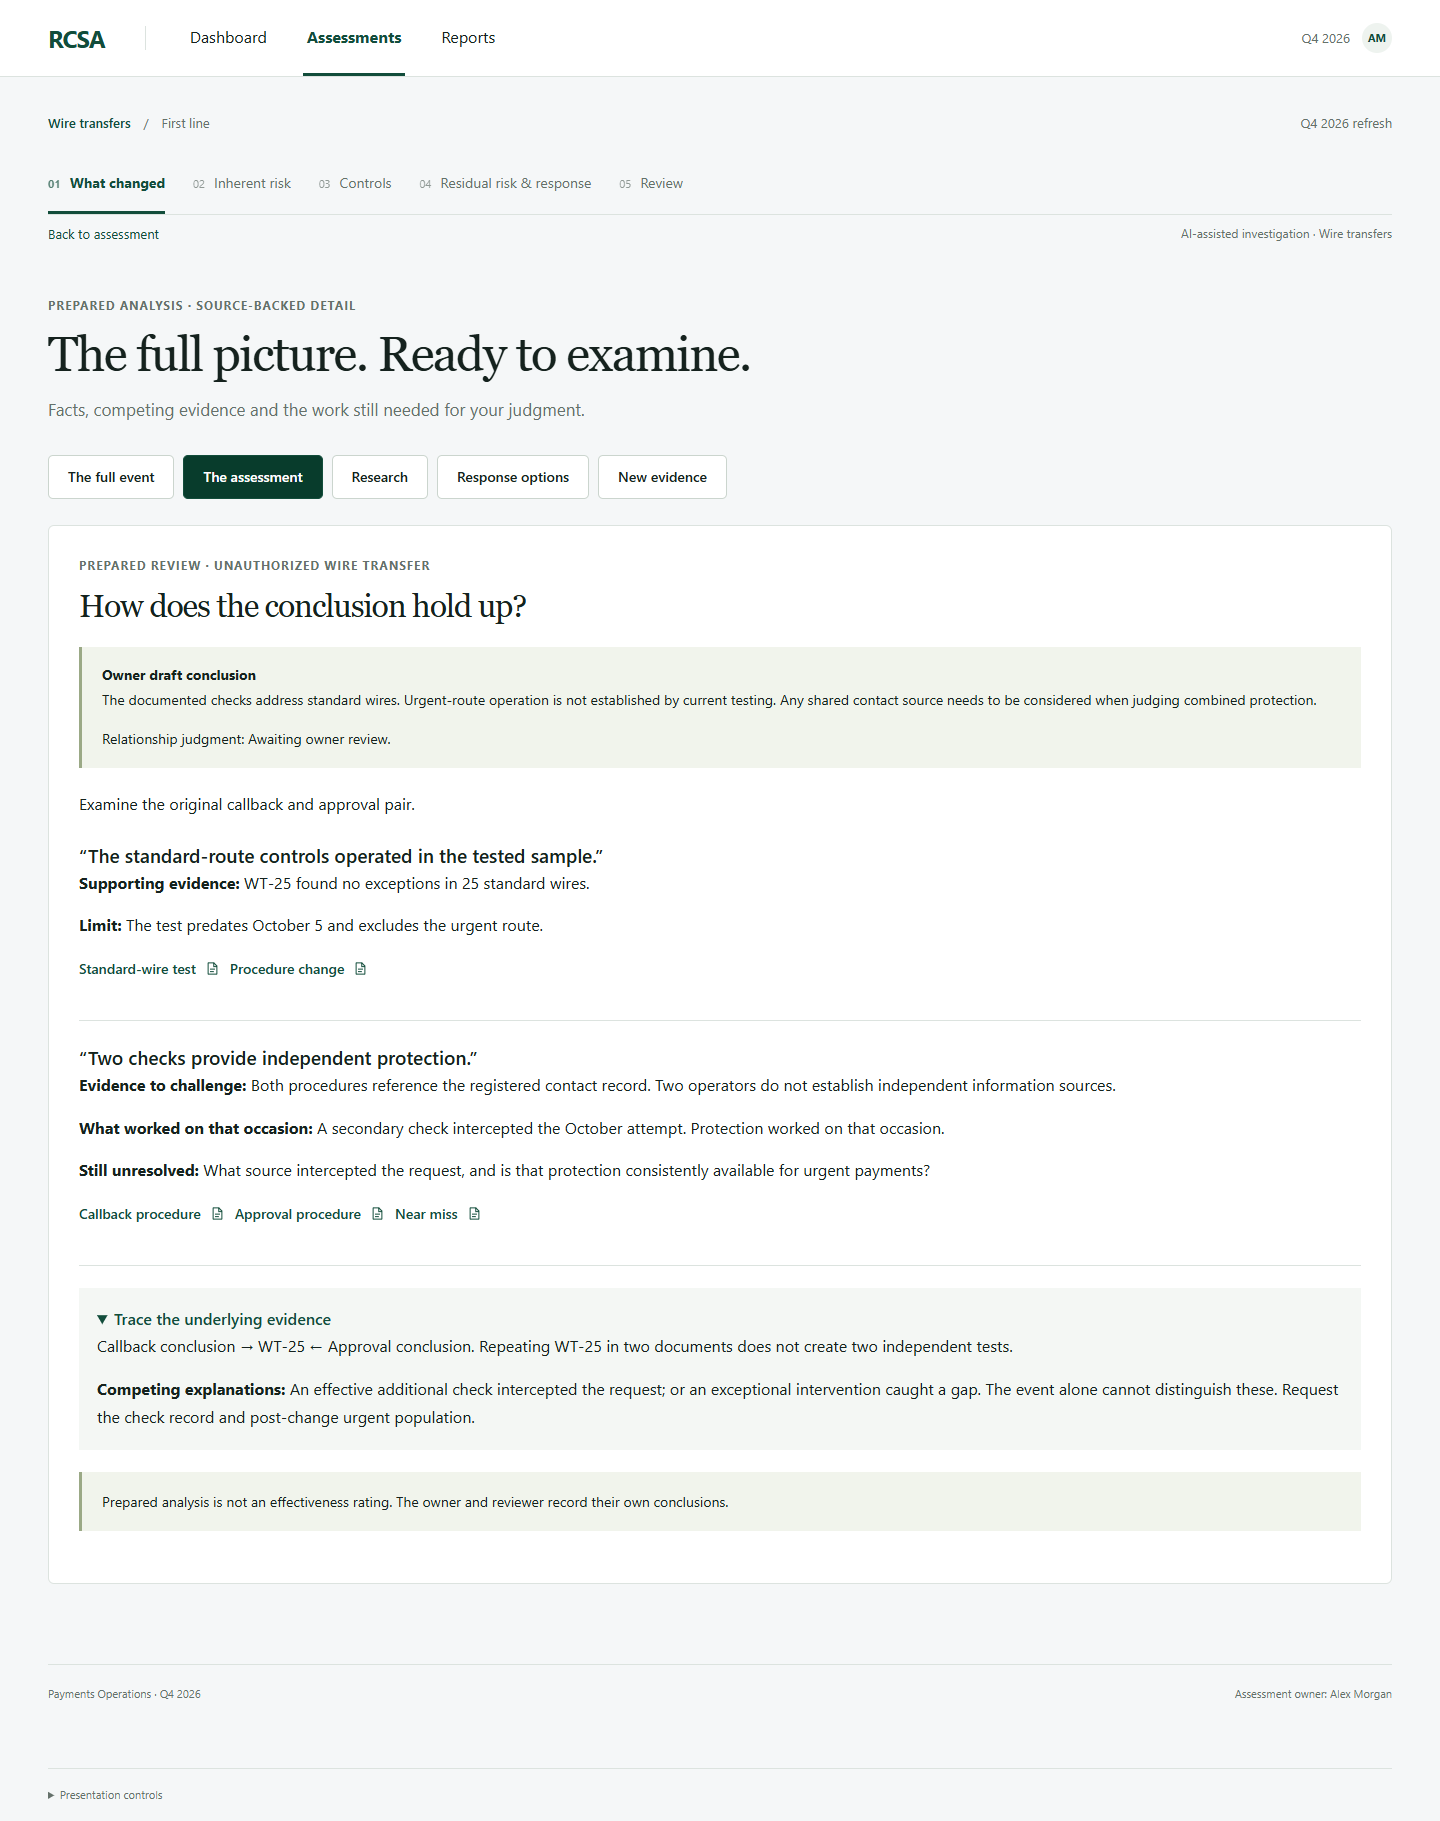 RCSA
Dashboard
Assessments
Reports
Q4 2026
AM
Wire transfers / First line
Q4 2026 refresh
01 What changed
02 Inherent risk
03 Controls
04 Residual risk & response
05 Review
Back to assessment
AI-assisted investigation · Wire transfers
PREPARED ANALYSIS · SOURCE-BACKED DETAIL
The full picture. Ready to examine.
Facts, competing evidence and the work still needed for your judgment.
The full event
The assessment
Research
Response options
New evidence
PREPARED REVIEW · UNAUTHORIZED WIRE TRANSFER
How does the conclusion hold up?
Owner draft conclusion
The documented checks address standard wires. Urgent-route operation is not established by current testing. Any shared contact source needs to be considered when judging combined protection.
Relationship judgment: Awaiting owner review.
Examine the original callback and approval pair.
“The standard-route controls operated in the tested sample.”
Supporting evidence: WT-25 found no exceptions in 25 standard wires.
Limit: The test predates October 5 and excludes the urgent route.
Standard-wire test
Procedure change
“Two checks provide independent protection.”
Evidence to challenge: Both procedures reference the registered contact record. Two operators do not establish independent information sources.
What worked on that occasion: A secondary check intercepted the October attempt. Protection worked on that occasion.
Still unresolved: What source intercepted the request, and is that protection consistently available for urgent payments?
Callback procedure
Approval procedure
Near miss
▼ Trace the underlying evidence
Callback conclusion → WT-25 ← Approval conclusion. Repeating WT-25 in two documents does not create two independent tests.
Competing explanations: An effective additional check intercepted the request; or an exceptional intervention caught a gap. The event alone cannot distinguish these. Request
the check record and post-change urgent population.
Prepared analysis is not an effectiveness rating. The owner and reviewer record their own conclusions.
Payments Operations · Q4 2026
Assessment owner: Alex Morgan
▶ Presentation controls